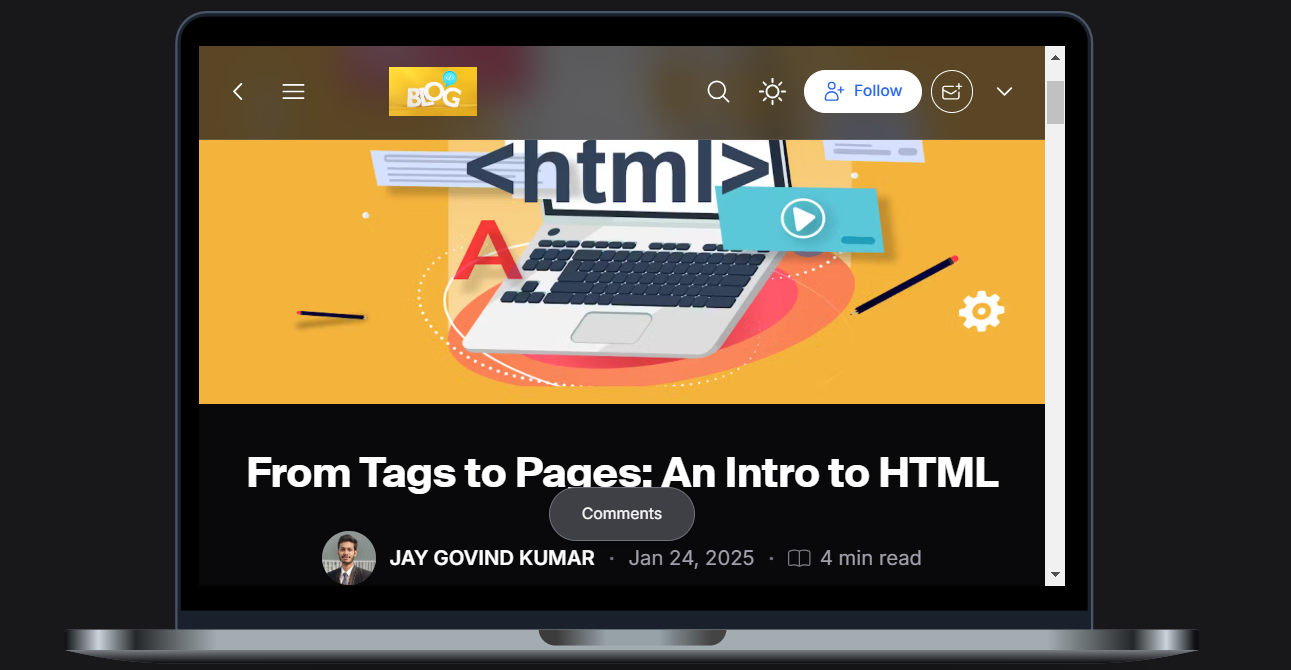 BLOG
Follow
<html>
A
From Tags to Pages: An Intro to HTML
Comments
JAY GOVIND KUMAR · Jan 24, 2025 · 4 min read